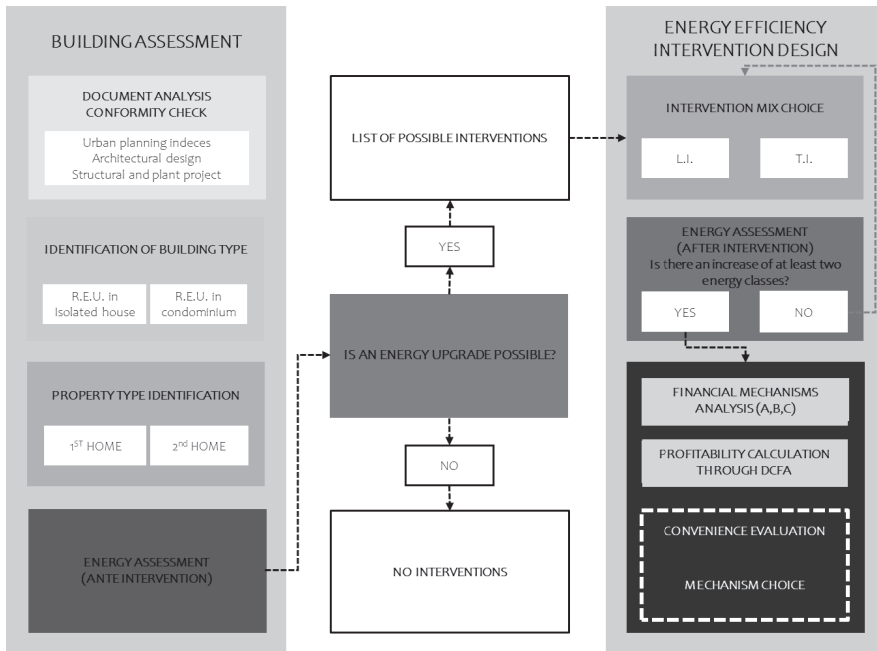 BUILDING ASSESSMENT
DOCUMENT ANALYSIS
CONFORMITY CHECK
Urban planning indeces
Architectural design
Structural and plant project
IDENTIFICATION OF BUILDING TYPE
R.E.U. in
Isolated house
R.E.U. in
condominium
PROPERTY TYPE IDENTIFICATION
1ST HOME
2nd HOME
ENERGY ASSESSMENT
(ANTE INTERVENTION)
LIST OF POSSIBLE INTERVENTIONS
YES
IS AN ENERGY UPGRADE POSSIBLE?
NO
NO INTERVENTIONS
ENERGY EFFICIENCY
INTERVENTION DESIGN
INTERVENTION MIX CHOICE
L.I.
T.I.
ENERGY ASSESSMENT
(AFTER INTERVENTION)
Is there an increase of at least two
energy classes?
YES
NO
FINANCIAL MECHANISMS
ANALYSIS (A,B,C)
PROFITABILITY CALCULATION
THROUGH DCFA
CONVENIENCE EVALUATION
MECHANISM CHOICE